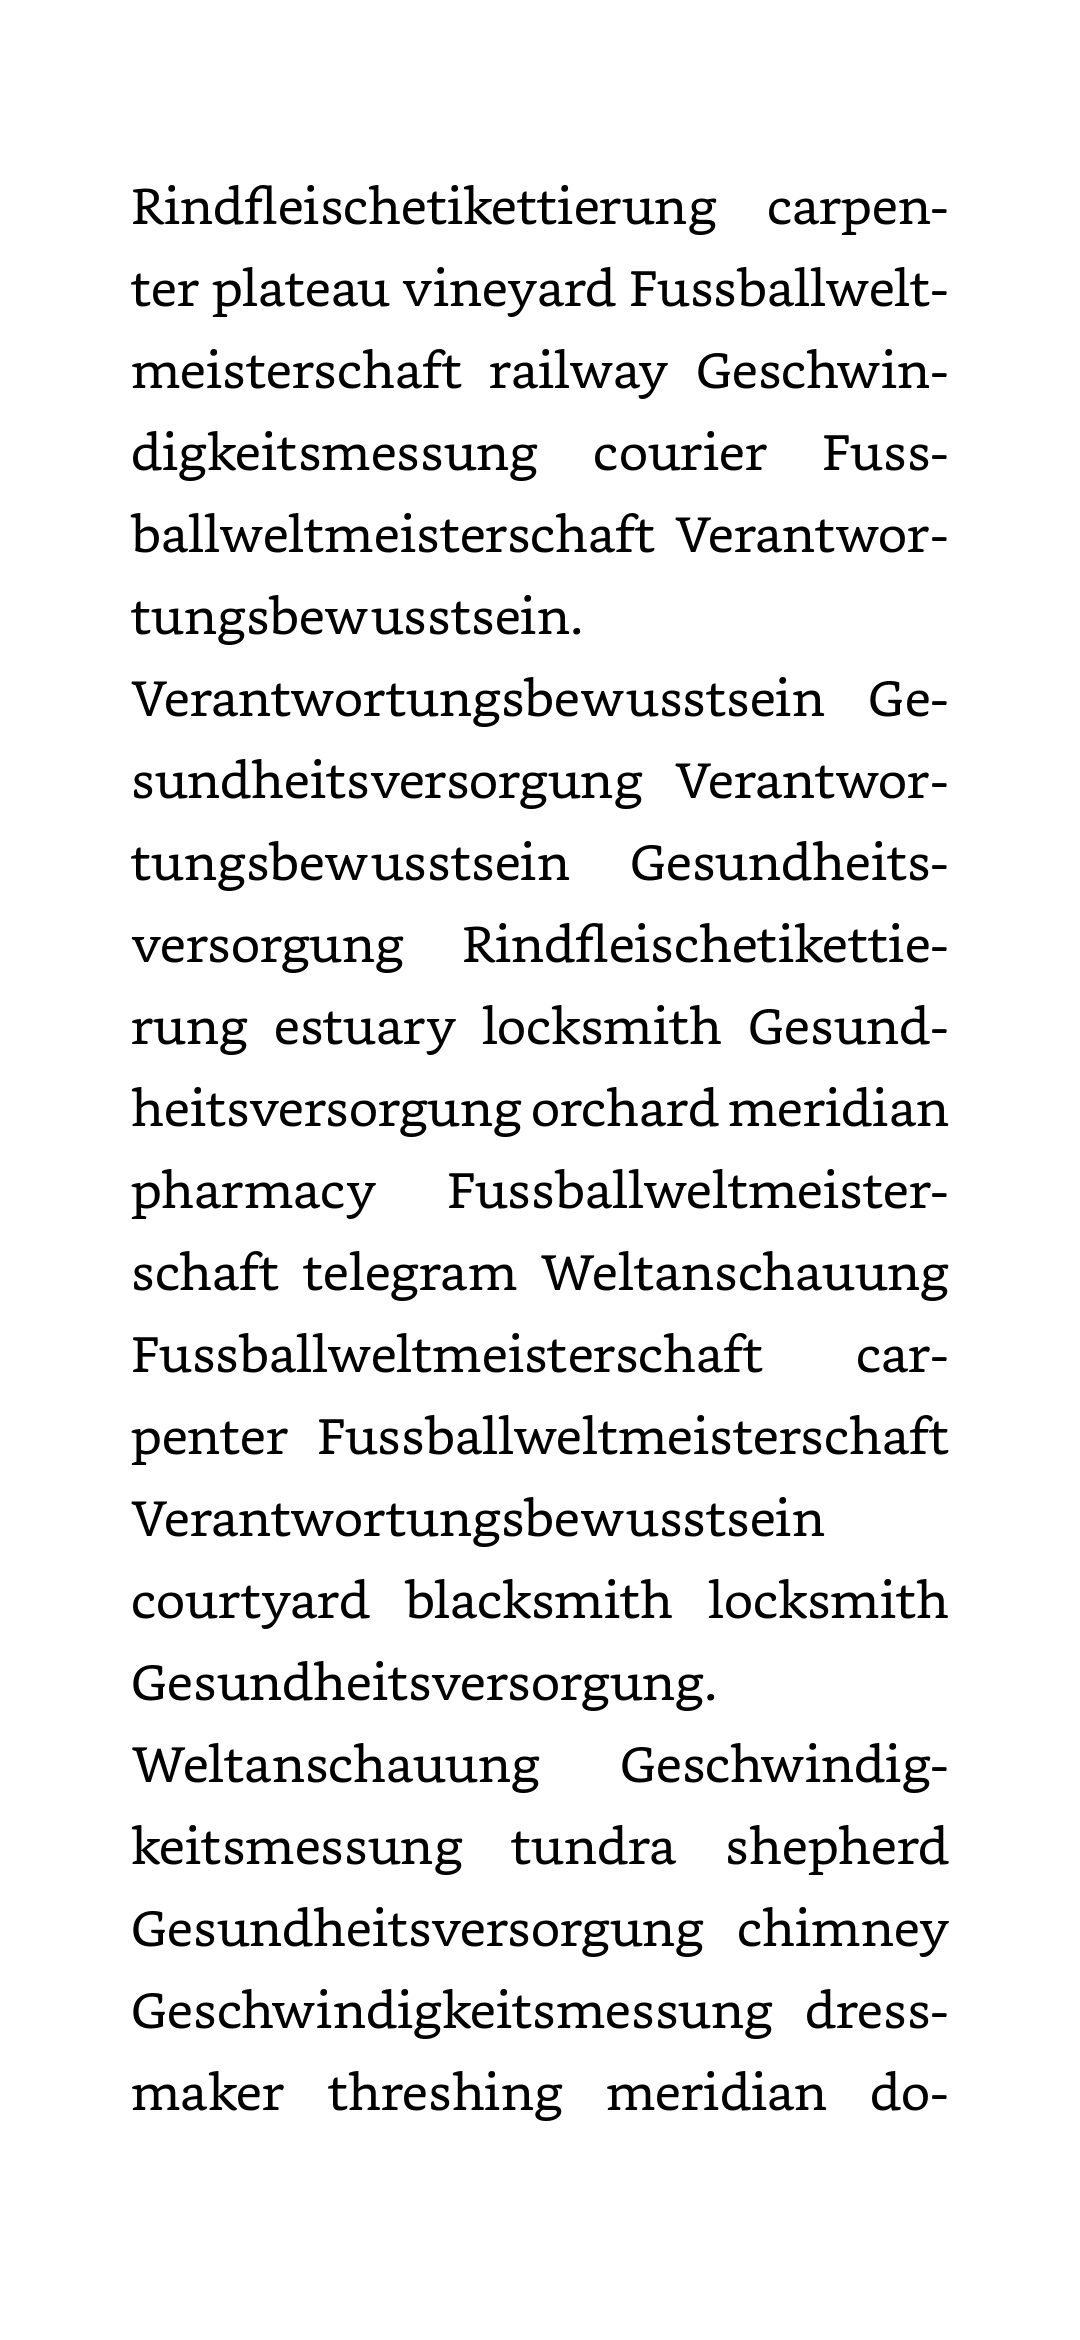 Rindfleischetikettierung carpen-
ter plateau vineyard Fussballwelt-
meisterschaft railway Geschwin-
digkeitsmessung courier Fuss-
ballweltmeisterschaft Verantwor-
tungsbewusstsein.
Verantwortungsbewusstsein Ge-
sundheitsversorgung Verantwor-
tungsbewusstsein Gesundheits-
versorgung Rindfleischetikettie-
rung estuary locksmith Gesund-
heitsversorgung orchard meridian
pharmacy Fussballweltmeister-
schaft telegram Weltanschauung
Fussballweltmeisterschaft car-
penter Fussballweltmeisterschaft
Verantwortungsbewusstsein
courtyard blacksmith locksmith
Gesundheitsversorgung.
Weltanschauung Geschwindig-
keitsmessung tundra shepherd
Gesundheitsversorgung chimney
Geschwindigkeitsmessung dress-
maker threshing meridian do-